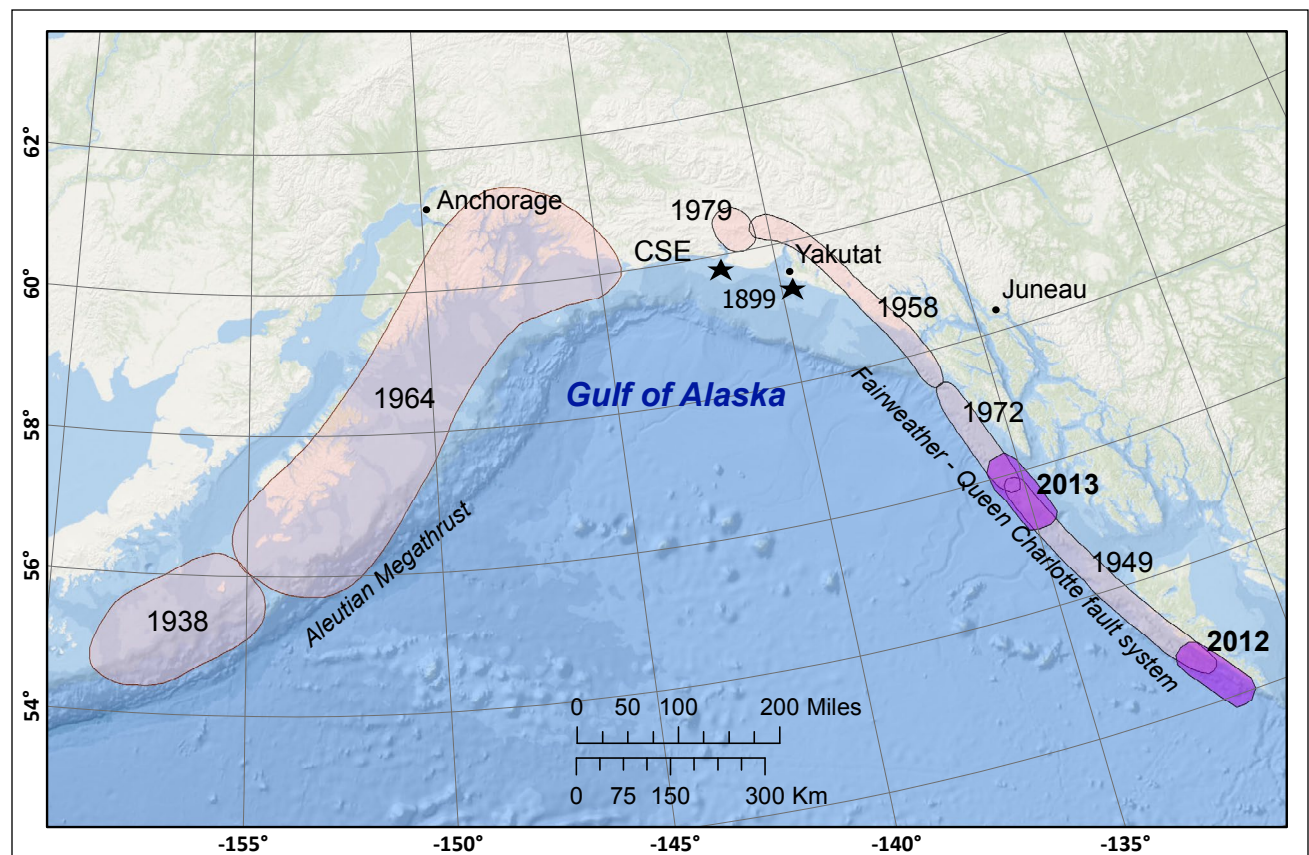 62°
60°
58°
56°
54°
Anchorage
1979
CSE
Yakutat
1899
1958
Juneau
1964
Gulf of Alaska
1972
2013
Fairweather - Queen Charlotte fault system
1949
2012
1938
Aleutian Megathrust
0 50 100 200 Miles
0 75 150 300 Km
-155° -150° -145° -140° -135°